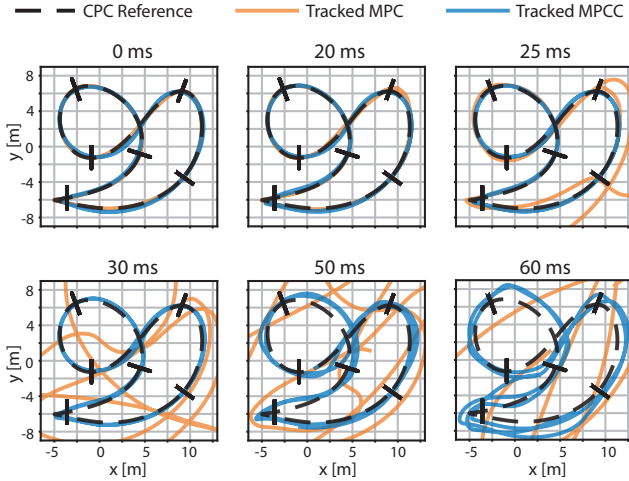 CPC Reference Tracked MPC Tracked MPCC
0 ms 20 ms 25 ms
8
4
0
-4
-8
y [m]
30 ms 50 ms 60 ms
8
4
0
-4
-8
y [m]
-5 0 5 10 -5 0 5 10 -5 0 5 10
x [m] x [m] x [m]